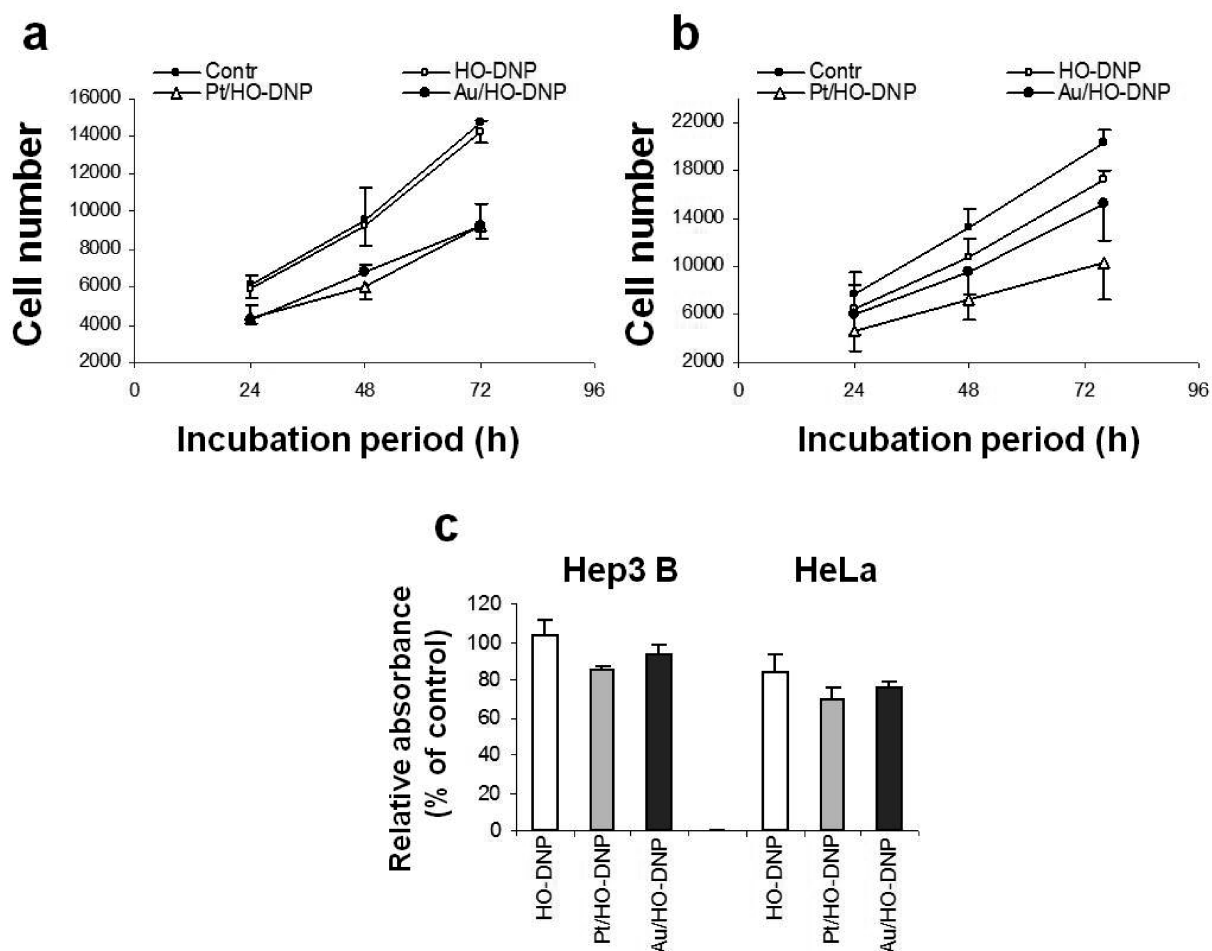 a
Contr
HO-DNP
Pt/HO-DNP
Au/HO-DNP
16000
14000
12000
10000
8000
6000
4000
2000
Cell number
0 24 48 72 96
Incubation period (h)
b
Contr
HO-DNP
Pt/HO-DNP
Au/HO-DNP
22000
18000
14000
10000
6000
2000
Cell number
0 24 48 72 96
Incubation period (h)
c
Hep3 B
HeLa
Relative absorbance
(% of control)
120
100
80
60
40
20
0
HO-DNP
Pt/HO-DNP
Au/HO-DNP
HO-DNP
Pt/HO-DNP
Au/HO-DNP